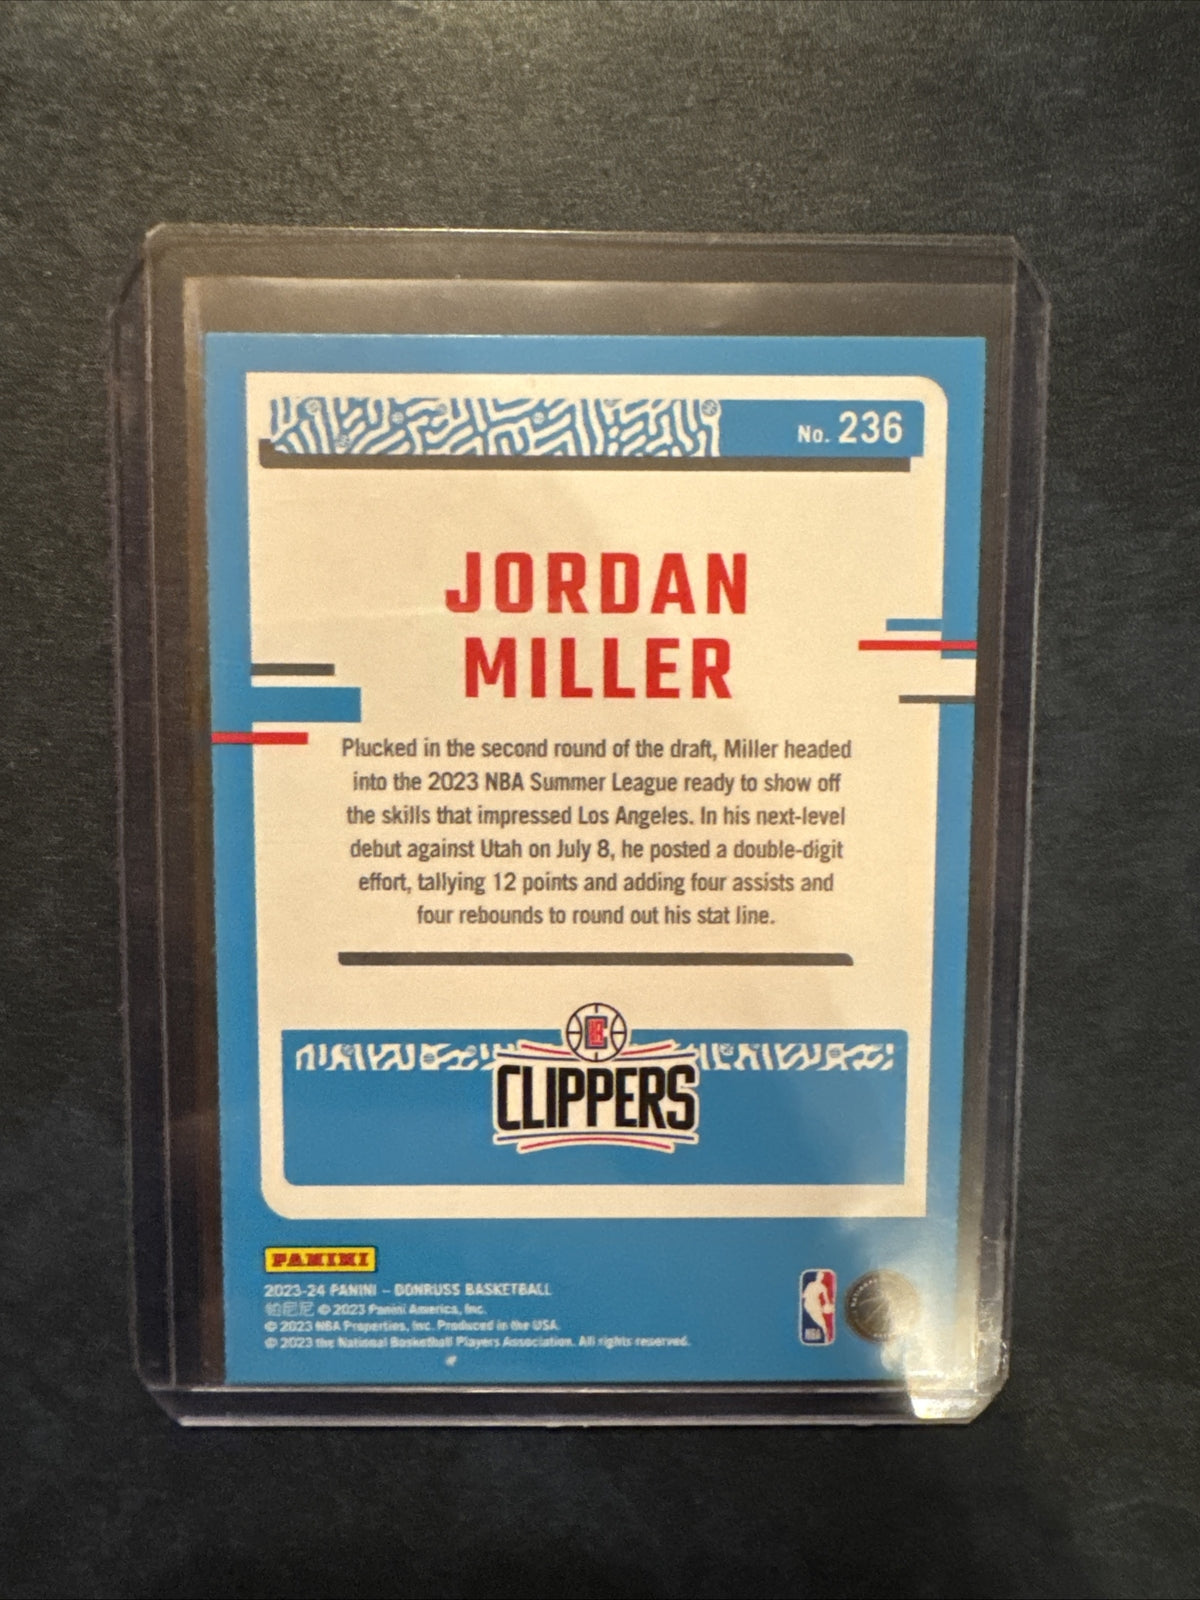 No. 236
JORDAN
MILLER
Plucked in the second round of the draft, Miller headed
into the 2023 NBA Summer League ready to show off
the skills that impressed Los Angeles. In his next-level
debut against Utah on July 8, he posted a double-digit
effort, tallying 12 points and adding four assists and
four rebounds to round out his stat line.
CLIPPERS
PANINI
2023-24 PANINI – DONRUSS BASKETBALL
帕尼尼 © 2023 Panini America, Inc.
© 2023 NBA Properties, Inc. Produced in the USA.
© 2023 the National Basketball Players Association. All rights reserved.
NBA